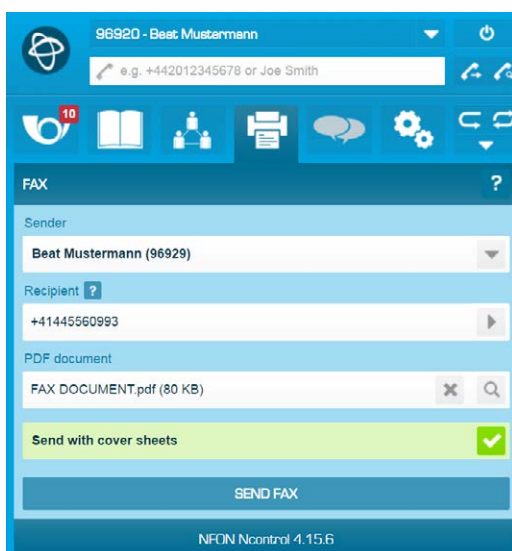 96920 - Beat Mustermann
e.g. +442012345678 or Joe Smith
10
FAX
?
Sender
Beat Mustermann (96929)
Recipient ?
+41445560993
PDF document
FAX DOCUMENT.pdf (80 KB)
Send with cover sheets
SEND FAX
NFON Ncontrol 4.15.6